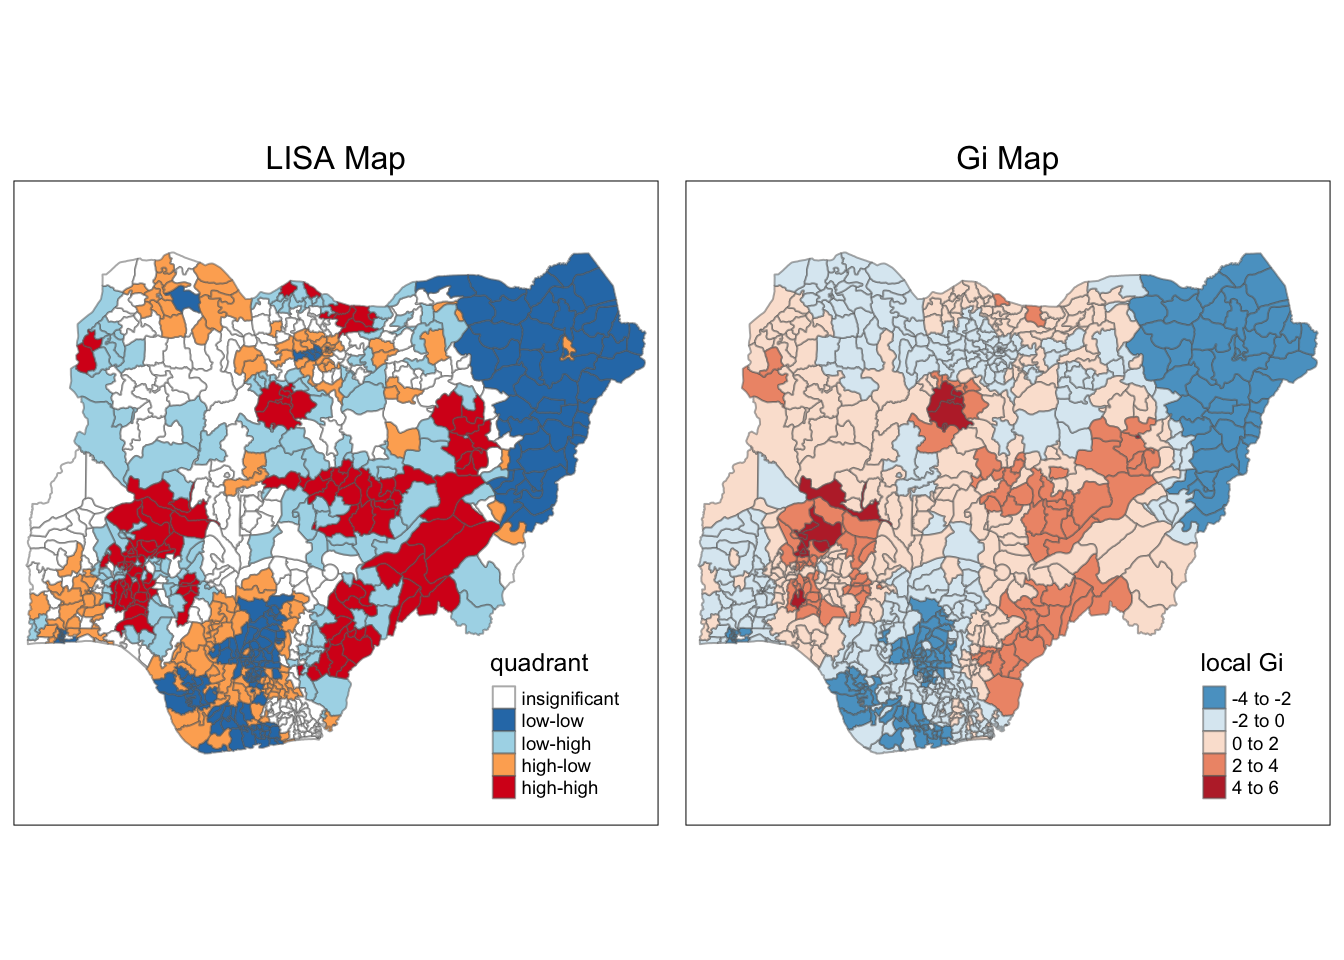 LISA Map
quadrant
insignificant
low-low
low-high
high-low
high-high
Gi Map
local Gi
-4 to -2
-2 to 0
0 to 2
2 to 4
4 to 6